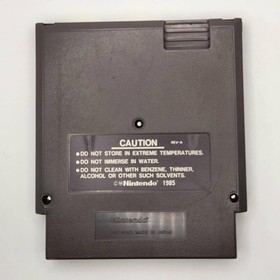 CAUTION REV-A
•DO NOT STORE IN EXTREME TEMPERATURES.
•DO NOT IMMERSE IN WATER.
•DO NOT CLEAN WITH BENZENE, THINNER,
ALCOHOL OR OTHER SUCH SOLVENTS.
©Nintendo® 1985
Nintendo